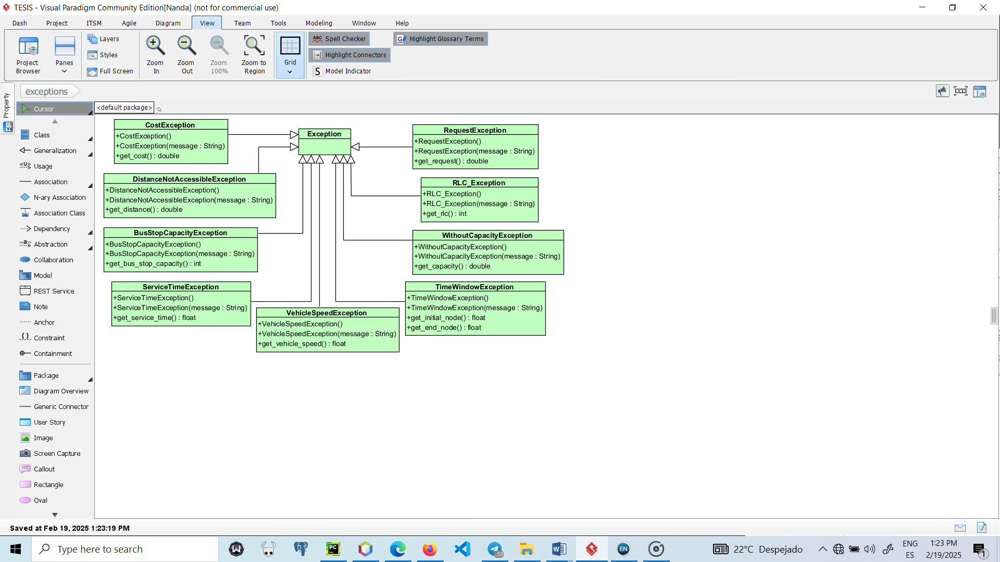 TESIS - Visual Paradigm Community Edition[Nanda] (not for commercial use)
Dash Project ITSM Agile Diagram View Team Tools Modeling Window Help
Project Browser
Panes
Layers
Styles
Full Screen
Zoom In
Zoom Out
100%
Zoom 100%
Zoom to Region
Grid
ABC Spell Checker
Highlight Connectors
S Model Indicator
G Highlight Glossary Terms
Property
exceptions
<default package>
Cursor
Class
Generalization
«U» Usage
Association
N-ary Association
Association Class
Dependency
«a» Abstraction
Collaboration
Model
REST Service
Note
Anchor
{.} Constraint
Containment
Package
Diagram Overview
Generic Connector
User Story
Image
Screen Capture
Callout
Rectangle
Oval
CostException
+CostException()
+CostException(message : String)
+get_cost() : double
Exception
RequestException
+RequestException()
+RequestException(message : String)
+get_request() : double
DistanceNotAccessibleException
+DistanceNotAccessibleException()
+DistanceNotAccessibleException(message : String)
+get_distance() : double
RLC_Exception
+RLC_Exception()
+RLC_Exception(message : String)
+get_rlc() : int
BusStopCapacityException
+BusStopCapacityException()
+BusStopCapacityException(message : String)
+get_bus_stop_capacity() : int
WithoutCapacityException
+WithoutCapacityException()
+WithoutCapacityException(message : String)
+get_capacity() : double
ServiceTimeException
+ServiceTimeException()
+ServiceTimeException(message : String)
+get_service_time() : float
VehicleSpeedException
+VehicleSpeedException()
+VehicleSpeedException(message : String)
+get_vehicle_speed() : float
TimeWindowException
+TimeWindowException()
+TimeWindowException(message : String)
+get_initial_node() : float
+get_end_node() : float
Saved at Feb 19, 2025 1:23:19 PM
Type here to search
PC
.53
W
EN
22°C Despejado
ENG
ES
1:23 PM
2/19/2025
1